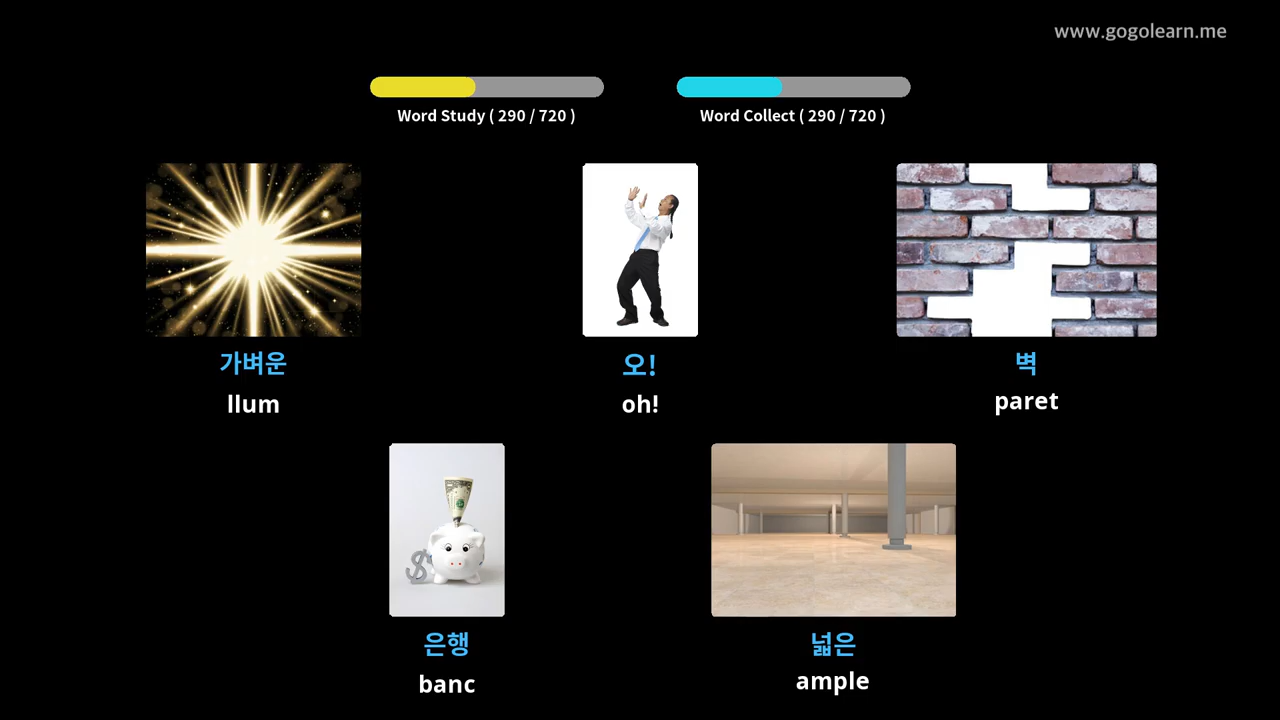 www.gogolearn.me
Word Study ( 290 / 720 )
Word Collect ( 290 / 720 )
가벼운
llum
오!
oh!
벽
paret
은행
banc
넓은
ample